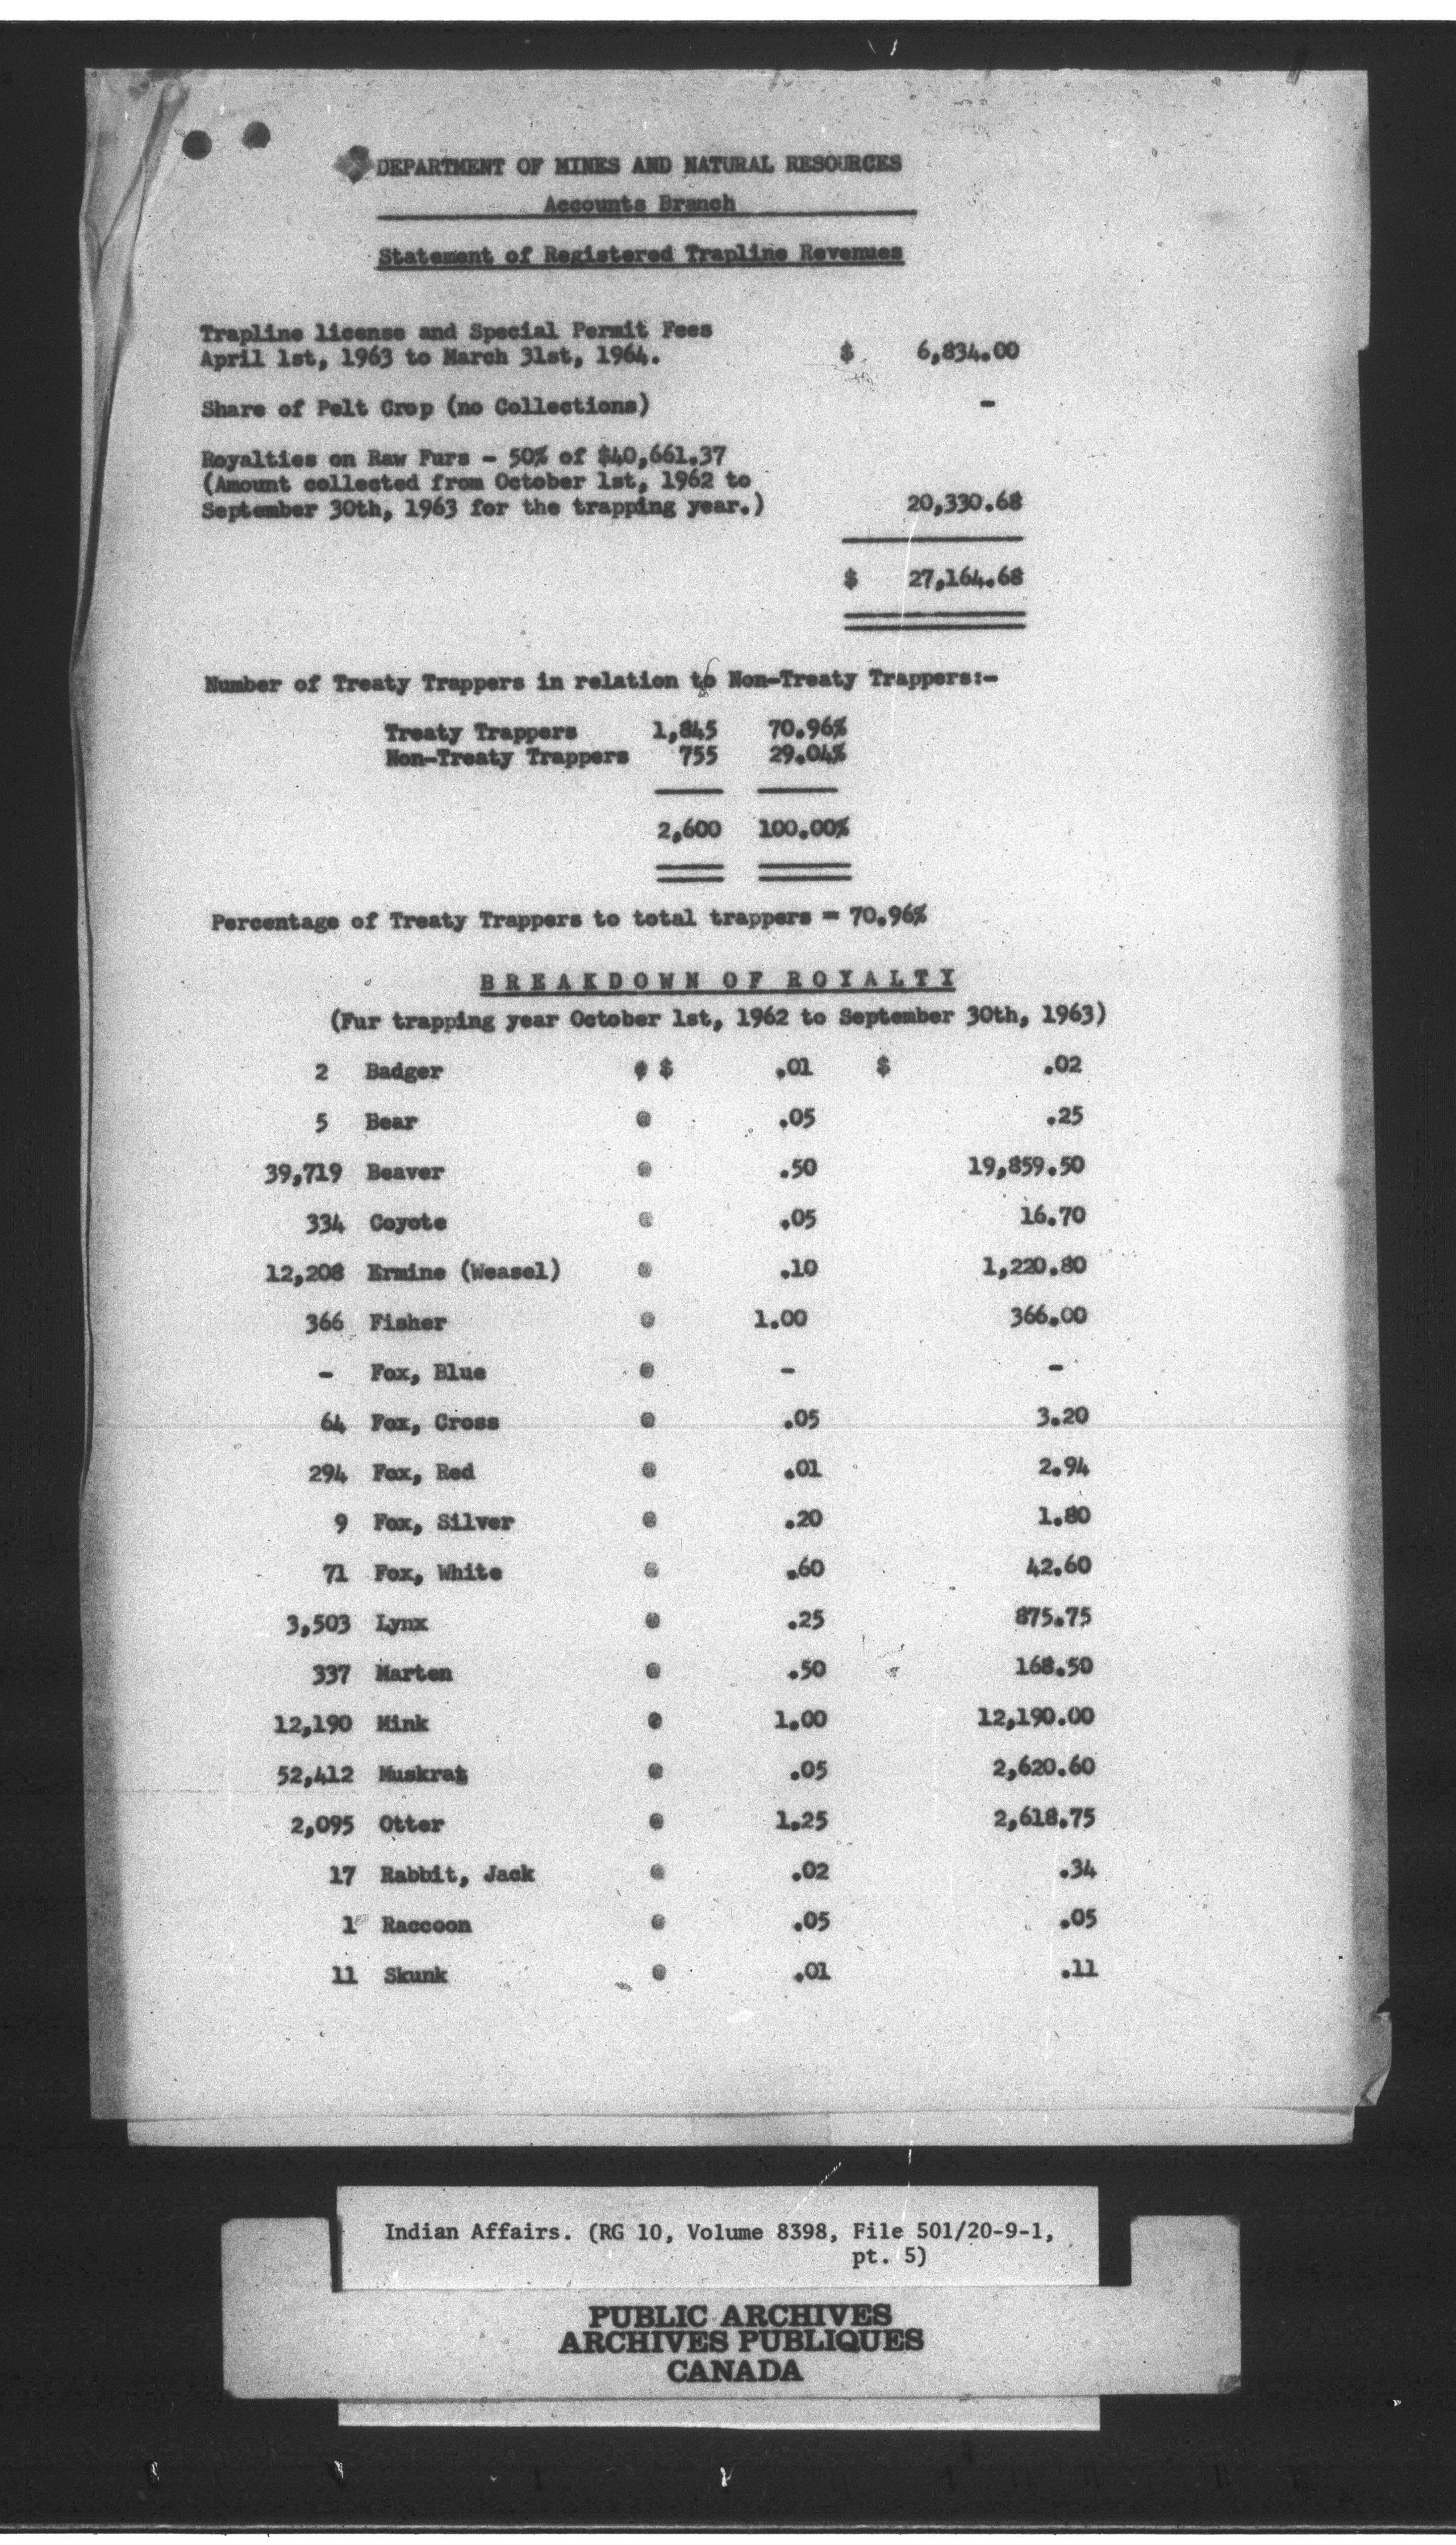 DEPARTMENT OF MINES AND NATURAL RESOURCES
Accounts Branch
Statement of Registered Trapline Revenues
Trapline license and Special Permit Fees
April 1st, 1963 to March 31st, 1964. $ 6,834.00
Share of Pelt Crop (no Collections) -
Royalties on Raw Furs - 50% of $40,661.37
(Amount collected from October 1st, 1962 to
September 30th, 1963 for the trapping year.) 20,330.68
$ 27,164.68
Number of Treaty Trappers in relation to Non-Treaty Trappers:-
Treaty Trappers 1,845 70.96%
Non-Treaty Trappers 755 29.04%
2,600 100.00%
Percentage of Treaty Trappers to total trappers = 70.96%
BREAKDOWN OF ROYALTY
(Fur trapping year October 1st, 1962 to September 30th, 1963)
2 Badger @ $ .01 $ .02
5 Bear @ .05 .25
39,719 Beaver @ .50 19,859.50
334 Coyote @ .05 16.70
12,208 Ermine (Weasel) @ .10 1,220.80
366 Fisher @ 1.00 366.00
- Fox, Blue @ - -
64 Fox, Cross @ .05 3.20
294 Fox, Red @ .01 2.94
9 Fox, Silver @ .20 1.80
71 Fox, White @ .60 42.60
3,503 Lynx @ .25 875.75
337 Marten @ .50 168.50
12,190 Mink @ 1.00 12,190.00
52,412 Muskrat @ .05 2,620.60
2,095 Otter @ 1.25 2,618.75
17 Rabbit, Jack @ .02 .34
1 Raccoon @ .05 .05
11 Skunk @ .01 .11
Indian Affairs. (RG 10, Volume 8398, File 501/20-9-1,
pt. 5)
PUBLIC ARCHIVES
ARCHIVES PUBLIQUES
CANADA